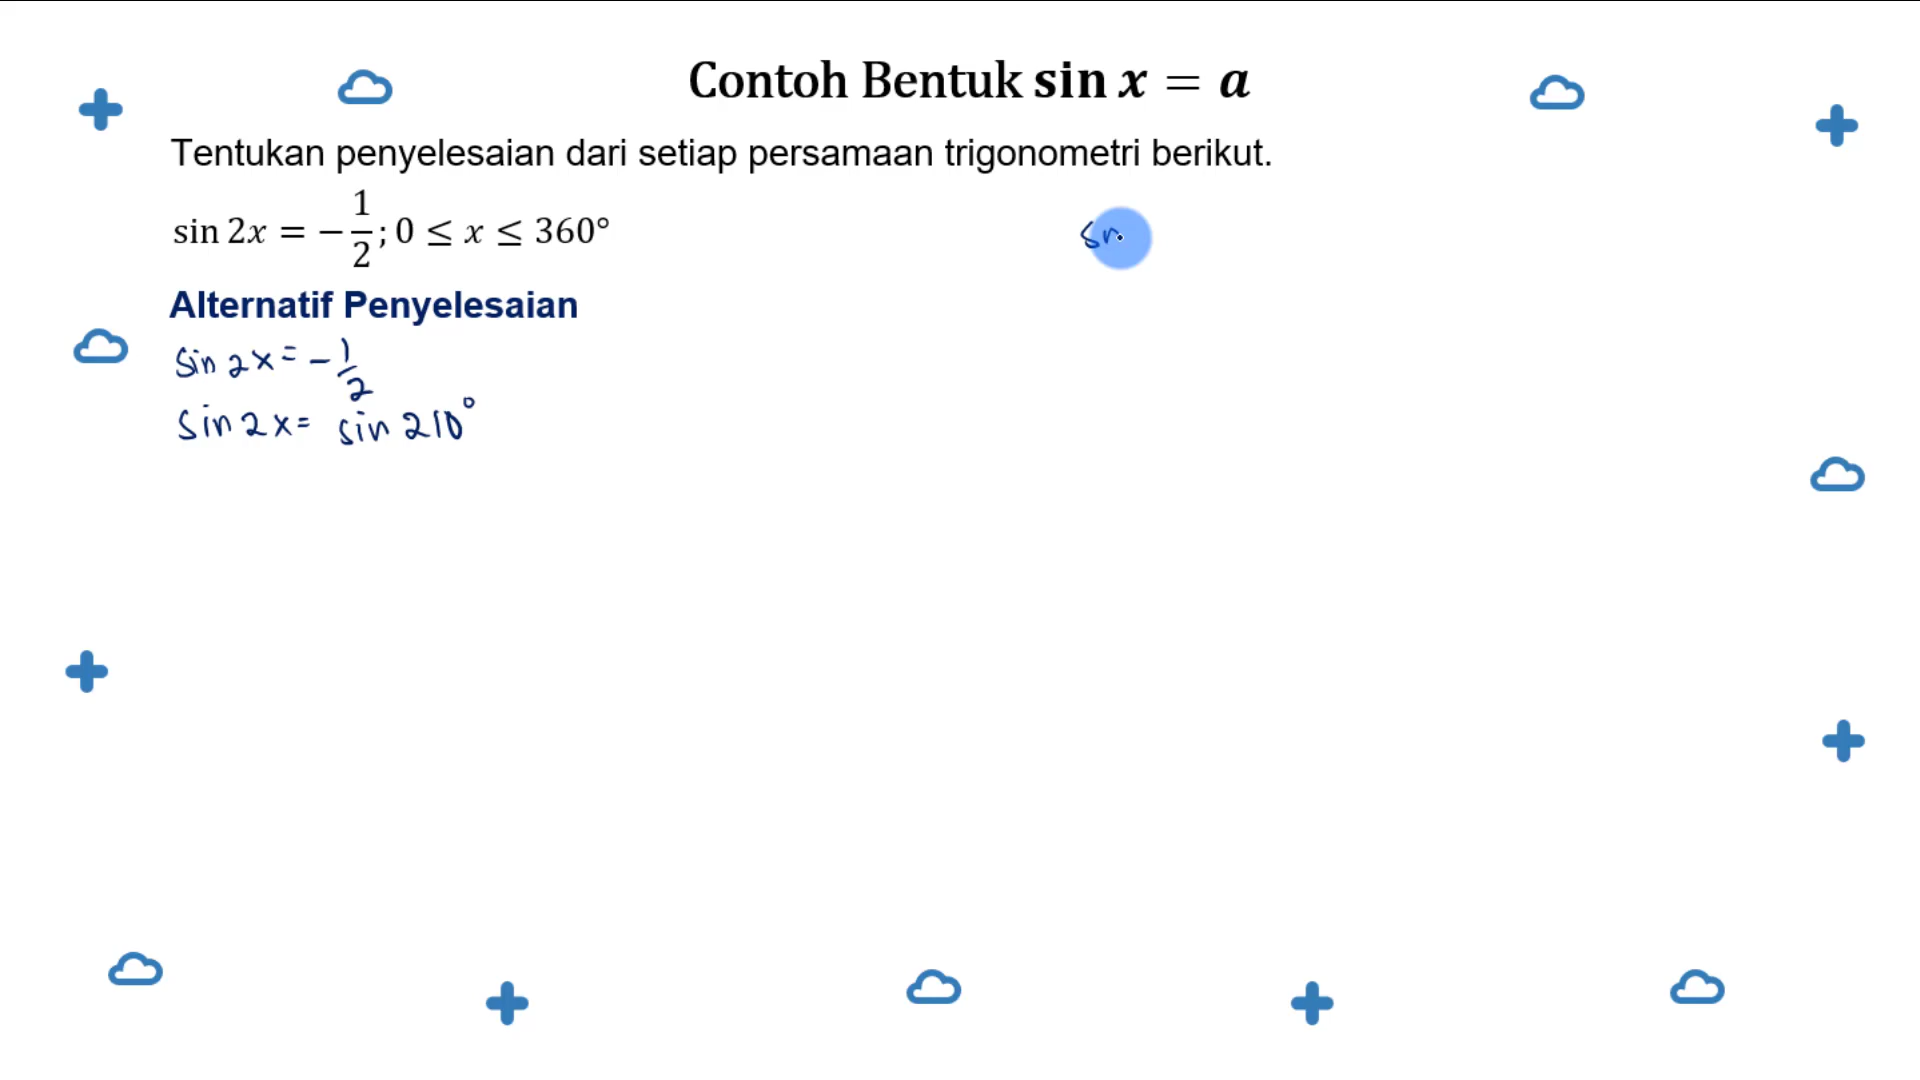 Contoh Bentuk sin x = a
Tentukan penyelesaian dari setiap persamaan trigonometri berikut.
sin 2x = −1/2; 0 ≤ x ≤ 360°
Alternatif Penyelesaian
sin 2x = −1/2
sin 2x = sin 210°